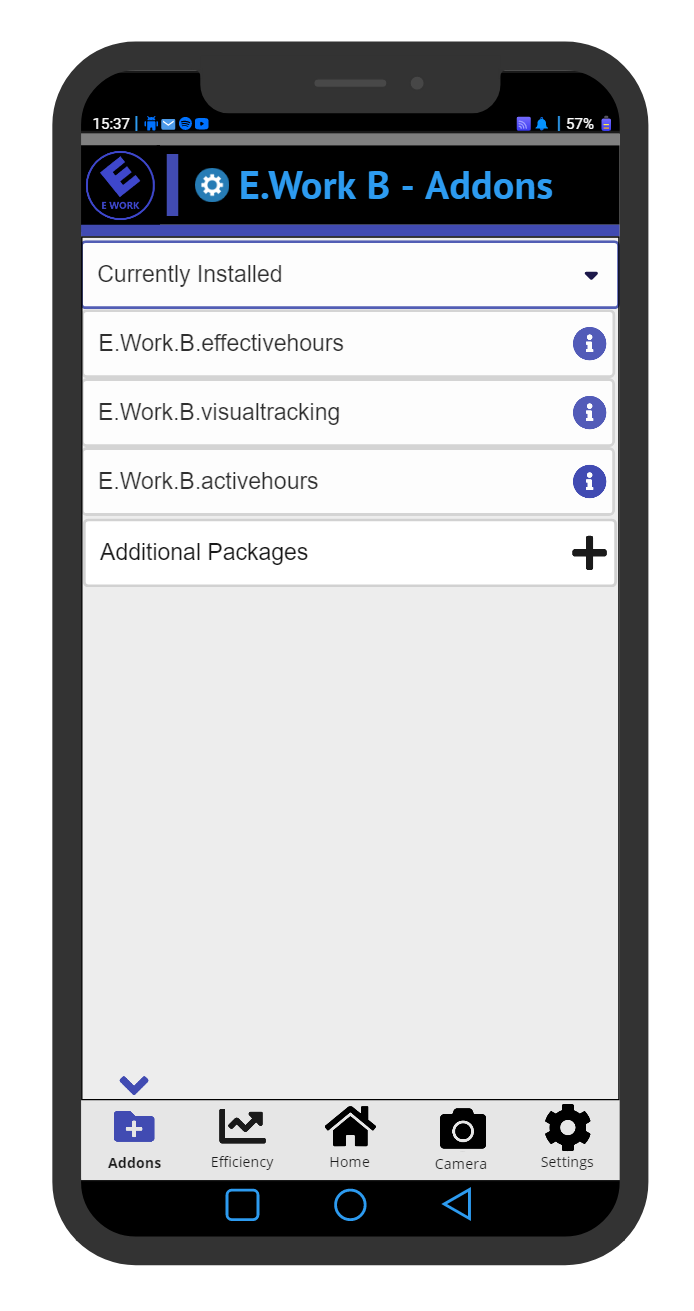 15:37 | | 57%
E WORK
E.Work B - Addons
Currently Installed
E.Work.B.effectivehours
E.Work.B.visualtracking
E.Work.B.activehours
Additional Packages
Addons Efficiency Home Camera Settings